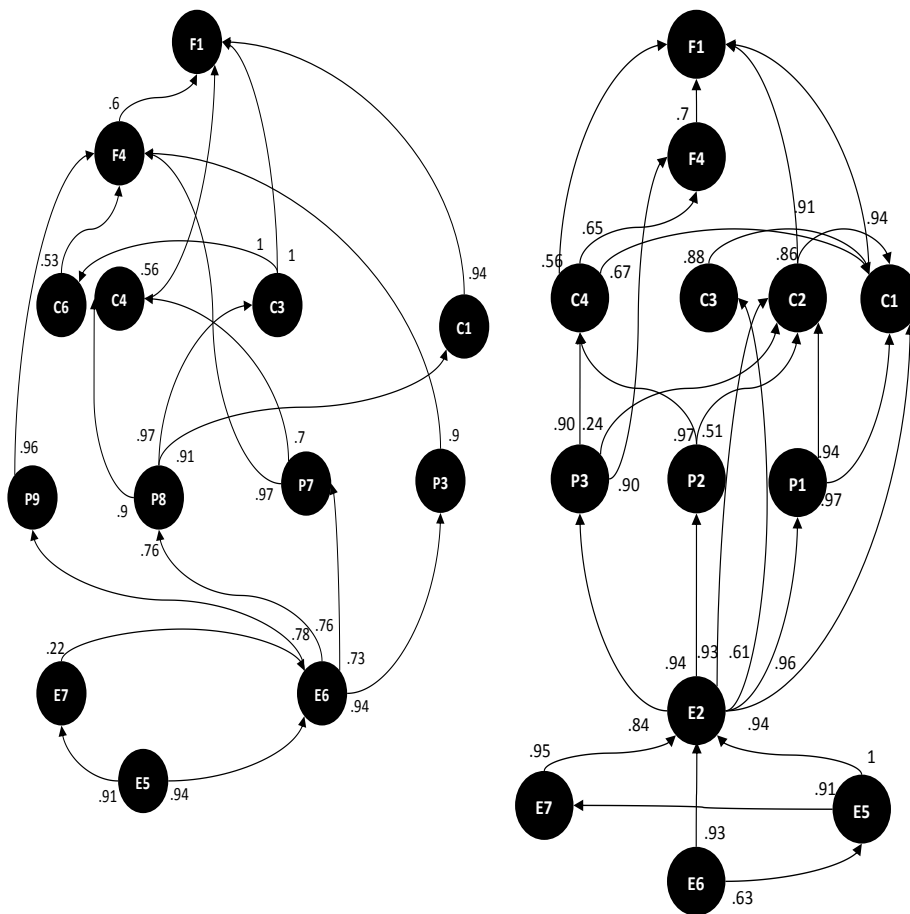 F1
.6
F4
.53
C6
.56
C4
1
1
C3
.94
C1
.96
P9
.97
.91
.9
P8
.76
.7
.97
P7
.9
P3
.22
.78
.76
.73
E7
E6
.94
.91
E5
.94
F1
.7
F4
.91
.94
.65
.56
.67
.88
.86
C4
C3
C2
C1
.90
.24
.97
.51
.94
P3
.90
P2
P1
.97
.94
.93
.61
.96
E2
.84
.94
.95
1
E7
.91
E5
.93
E6
.63